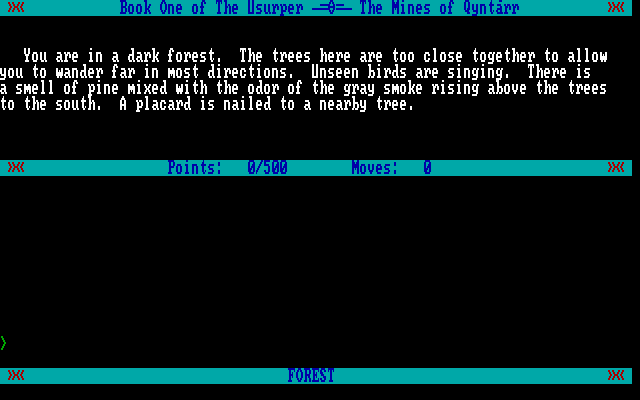 Book One of The Usurper —=0=— The Mines of Qyntárr
You are in a dark forest. The trees here are too close together to allow
you to wander far in most directions. Unseen birds are singing. There is
a smell of pine mixed with the odor of the gray smoke rising above the trees
to the south. A placard is nailed to a nearby tree.
Points: 0/500 Moves: 0
>
FOREST